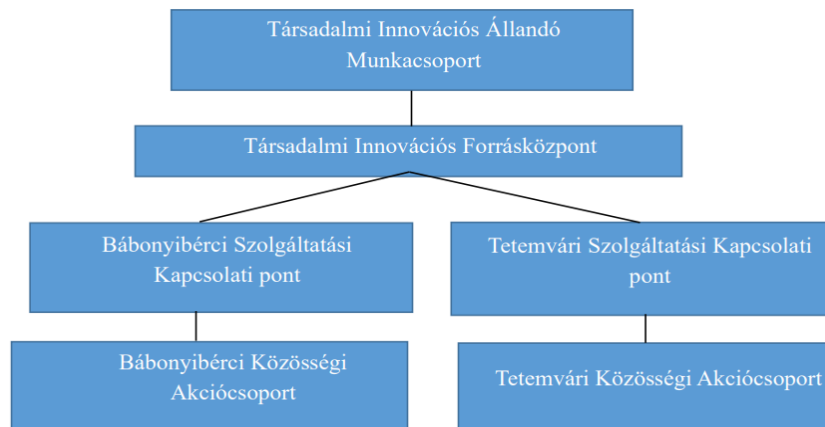 Társadalmi Innovációs Állandó
Munkacsoport
Társadalmi Innovációs Forrásközpont
Bábonyibérci Szolgáltatási
Kapcsolati pont
Tetemvári Szolgáltatási Kapcsolati
pont
Bábonyibérci Közösségi
Akciócsoport
Tetemvári Közösségi Akciócsoport